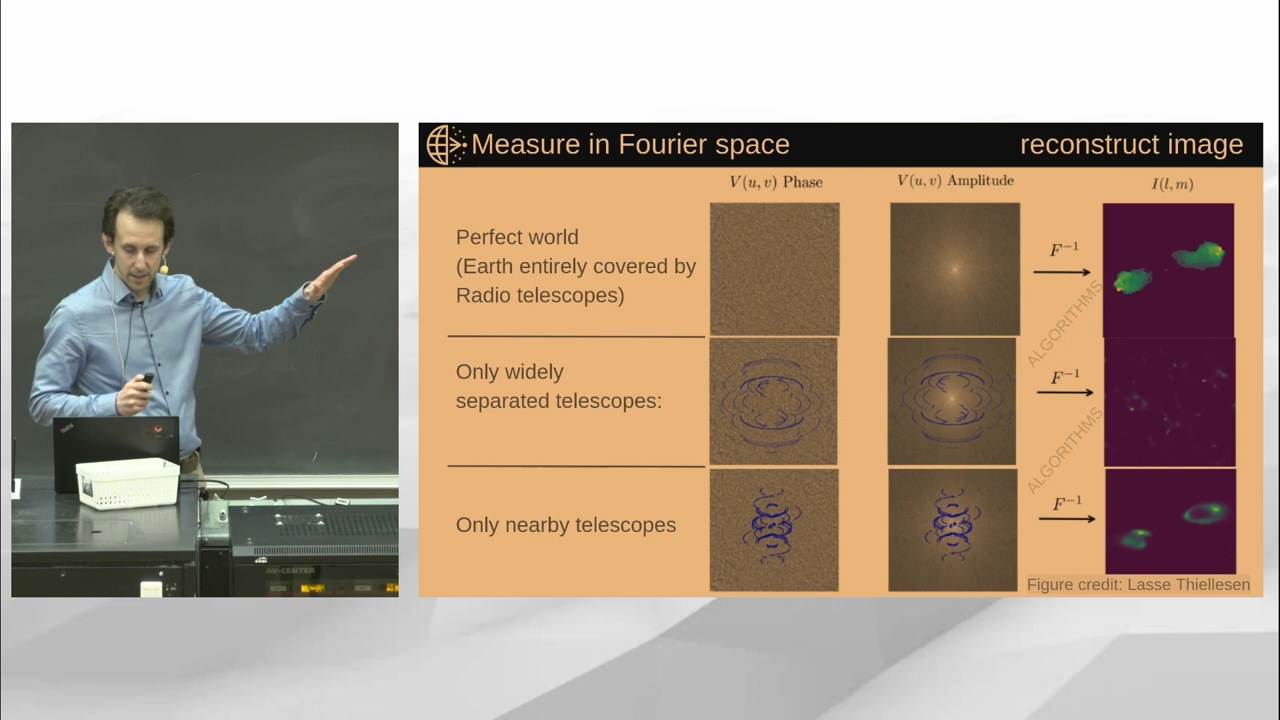 Measure in Fourier space
reconstruct image
V(u, v) Phase
V(u, v) Amplitude
I(l, m)
Perfect world
(Earth entirely covered by
Radio telescopes)
F⁻¹
ALGORITHMS
Only widely
separated telescopes:
F⁻¹
ALGORITHMS
Only nearby telescopes
F⁻¹
Figure credit: Lasse Thiellesen
AV-CENTER